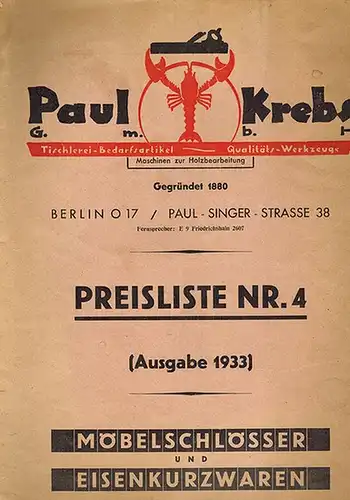 Paul Krebs
G. m. b. H
Tischlerei-Bedarfsartikel Qualitäts-Werkzeuge
Maschinen zur Holzbearbeitung
Gegründet 1880
BERLIN O 17 / PAUL-SINGER-STRASSE 38
Fernsprecher: E 9 Friedrichshain 2607
PREISLISTE NR. 4
(Ausgabe 1933)
MÖBELSCHLÖSSER
UND
EISENKURZWAREN